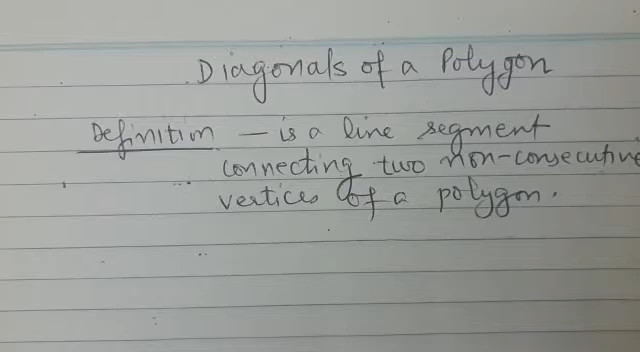 Diagonals of a Polygon
Definition — is a line segment
connecting two non-consecutive
vertices of a polygon.